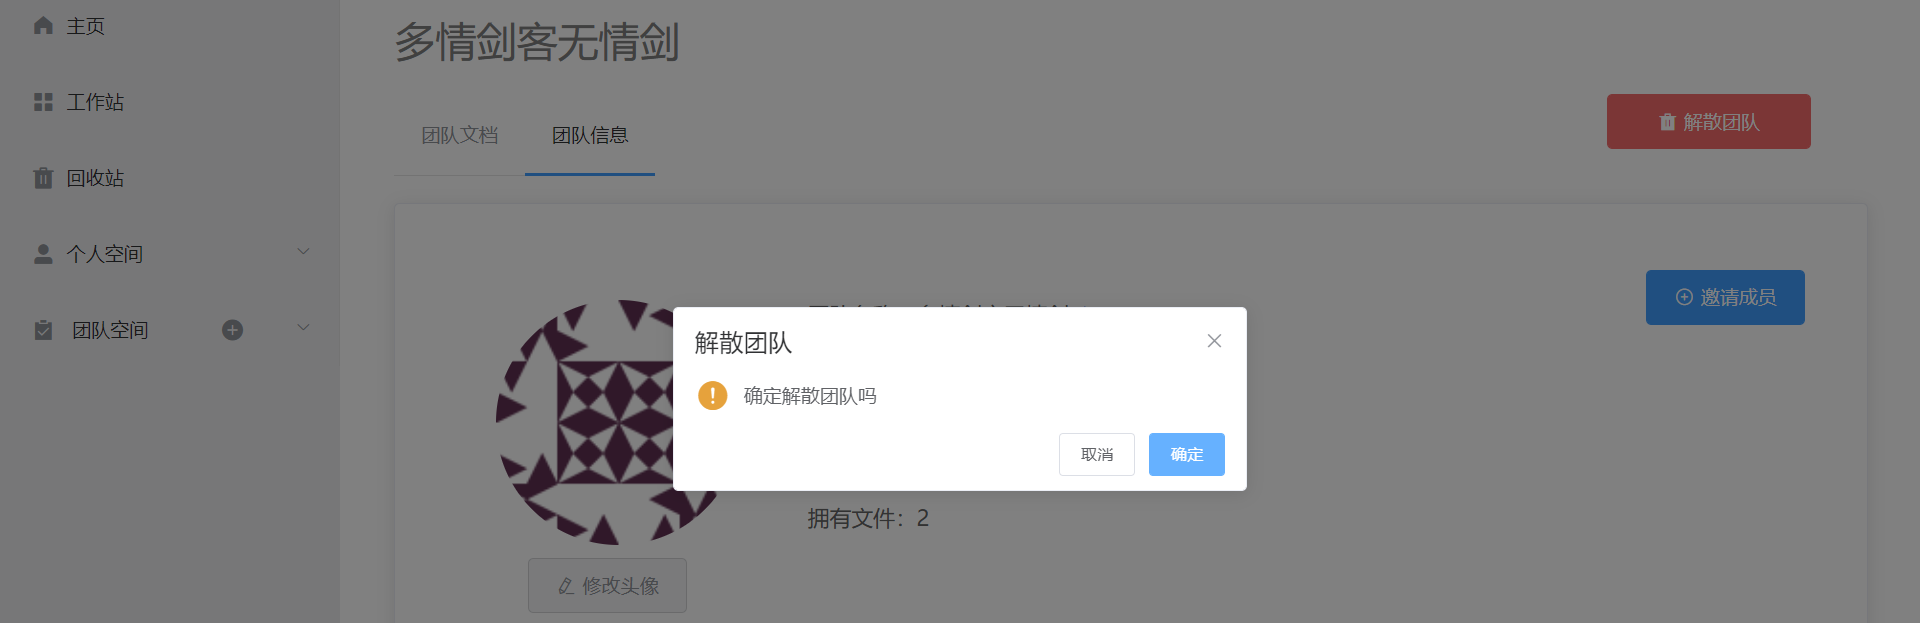 主页
工作站
回收站
个人空间
团队空间
多情剑客无情剑
团队文档
团队信息
解散团队
邀请成员
解散团队
确定解散团队吗
取消
确定
拥有文件：2
修改头像